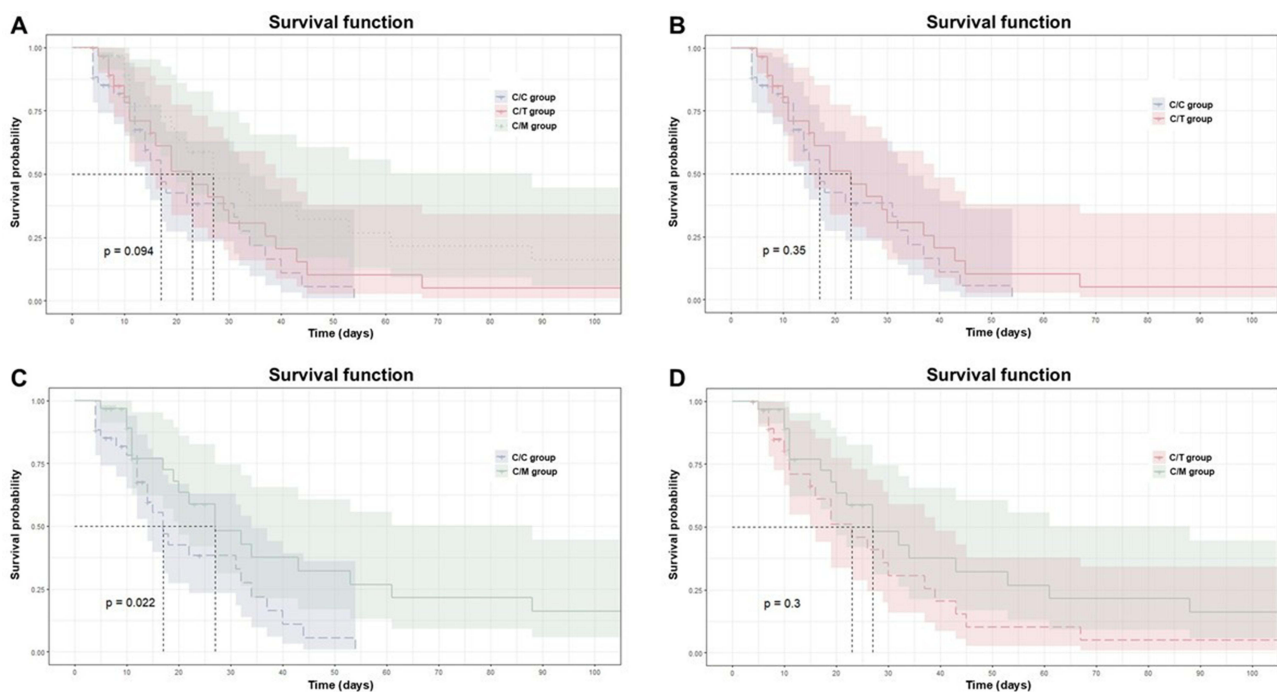 A
Survival function
Survival probability
1.00
0.75
0.50
0.25
0.00
C/C group
C/T group
C/M group
p = 0.094
0 10 20 30 40 50 60 70 80 90 100
Time (days)
B
Survival function
Survival probability
1.00
0.75
0.50
0.25
0.00
C/C group
C/T group
p = 0.35
0 10 20 30 40 50 60 70 80 90 100
Time (days)
C
Survival function
Survival probability
1.00
0.75
0.50
0.25
0.00
C/C group
C/M group
p = 0.022
0 10 20 30 40 50 60 70 80 90 100
Time (days)
D
Survival function
Survival probability
1.00
0.75
0.50
0.25
0.00
C/T group
C/M group
p = 0.3
0 10 20 30 40 50 60 70 80 90 100
Time (days)